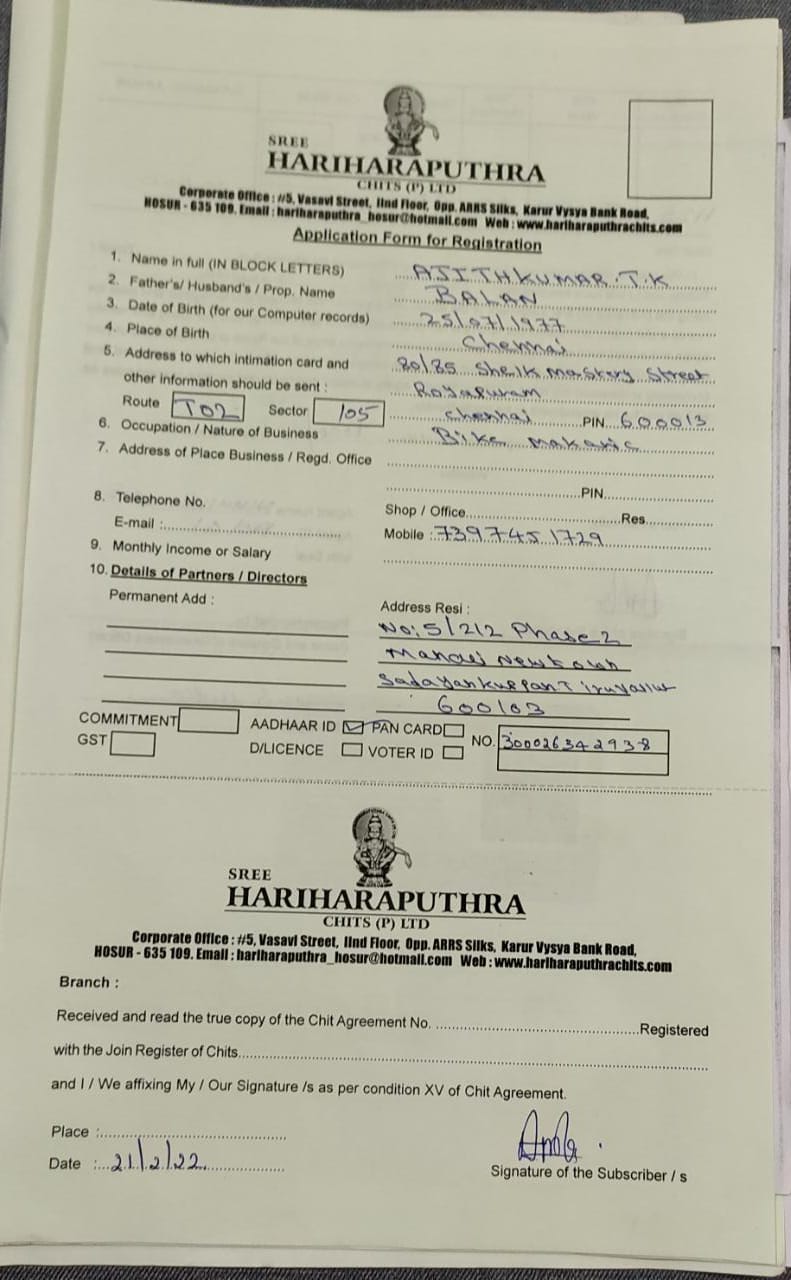 SREE
HARIHARAPUTHRA
CHITS (P) LTD
Corporate Office : #5, Vasavi Street, IInd Floor, Opp. ARRS Silks, Karur Vysya Bank Road,
HOSUR - 635 109. Email : hariharaputhra_hosur@hotmail.com Web : www.hariharaputhrachits.com
Application Form for Registration
1. Name in full (IN BLOCK LETTERS) AJITHKUMAR.T.K
2. Father's/ Husband's / Prop. Name BALAN
3. Date of Birth (for our Computer records) 25/07/1977
4. Place of Birth Chennai
5. Address to which intimation card and 20/85 Sheik Mastery Street
other information should be sent : Royapuram
Route T02 Sector 105 Chennai PIN 600013
6. Occupation / Nature of Business Bike Makanic
7. Address of Place Business / Regd. Office
PIN
8. Telephone No. Shop / Office Res
E-mail : Mobile : 7397451729
9. Monthly Income or Salary
10. Details of Partners / Directors
Permanent Add : Address Resi :
No: 5/212 Phase 2
Manali New
600103
COMMITMENT AADHAAR ID PAN CARD
GST D/LICENCE VOTER ID NO. 300026342938
SREE
HARIHARAPUTHRA
CHITS (P) LTD
Corporate Office : #5, Vasavi Street, IInd Floor, Opp. ARRS Silks, Karur Vysya Bank Road,
HOSUR - 635 109. Email : hariharaputhra_hosur@hotmail.com Web : www.hariharaputhrachits.com
Branch :
Received and read the true copy of the Chit Agreement No. Registered
with the Join Register of Chits
and I / We affixing My / Our Signature /s as per condition XV of Chit Agreement.
Place :
Date : 21/2/22
Signature of the Subscriber / s